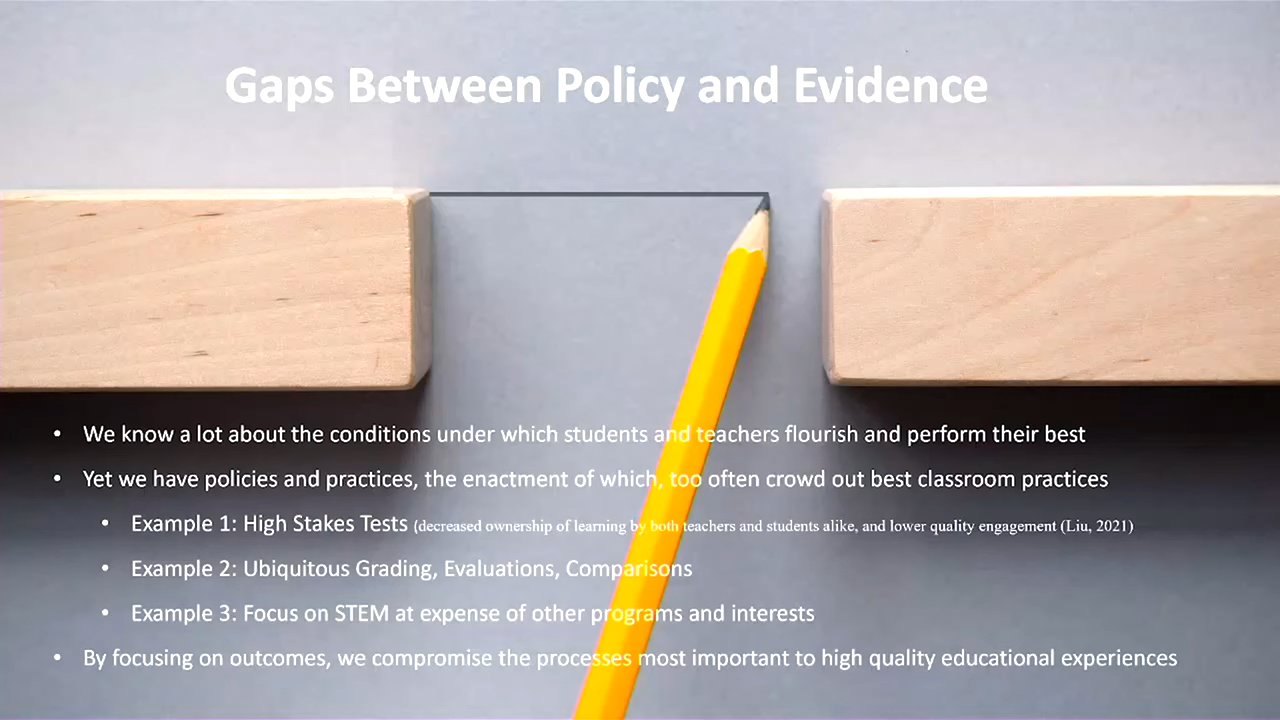 Gaps Between Policy and Evidence
• We know a lot about the conditions under which students and teachers flourish and perform their best
• Yet we have policies and practices, the enactment of which, too often crowd out best classroom practices
• Example 1: High Stakes Tests (decreased ownership of learning by both teachers and students alike, and lower quality engagement (Liu, 2021)
• Example 2: Ubiquitous Grading, Evaluations, Comparisons
• Example 3: Focus on STEM at expense of other programs and interests
• By focusing on outcomes, we compromise the processes most important to high quality educational experiences